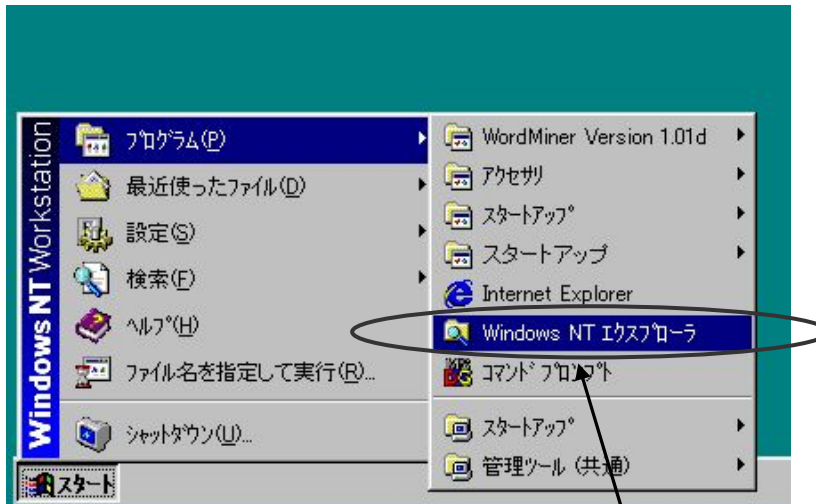 Windows NT Workstation
プログラム(P)
最近使ったファイル(D)
設定(S)
検索(F)
ヘルプ(H)
ファイル名を指定して実行(R)...
シャットダウン(U)...
スタート
WordMiner Version 1.01d
アクセサリ
スタートアップ
スタートアップ
Internet Explorer
Windows NT エクスプローラ
コマンド プロンプト
スタートアップ
管理ツール (共通)